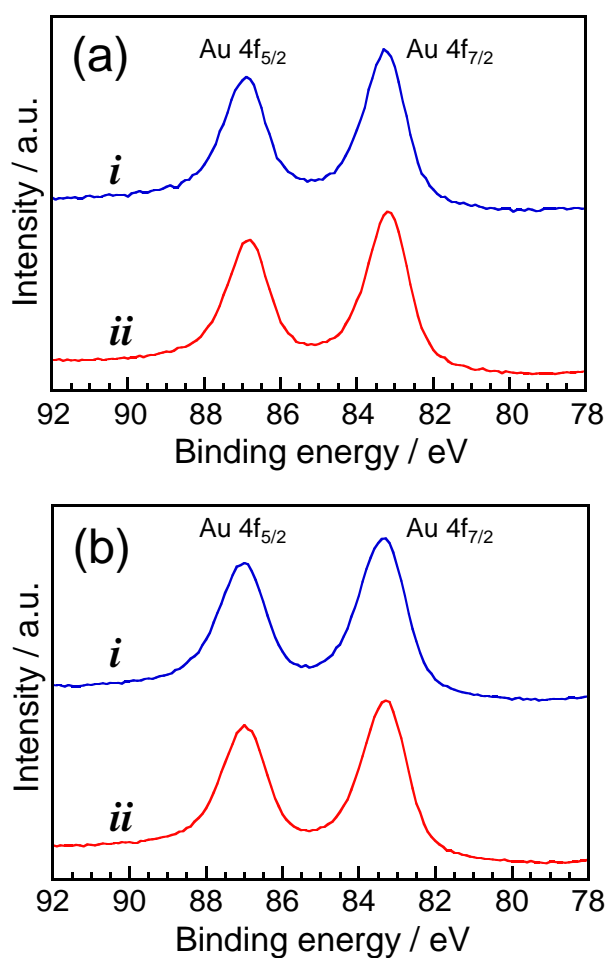 (a)
Au 4f5/2
Au 4f7/2
i
ii
Intensity / a.u.
92 90 88 86 84 82 80 78
Binding energy / eV
(b)
Au 4f5/2
Au 4f7/2
i
ii
Intensity / a.u.
92 90 88 86 84 82 80 78
Binding energy / eV